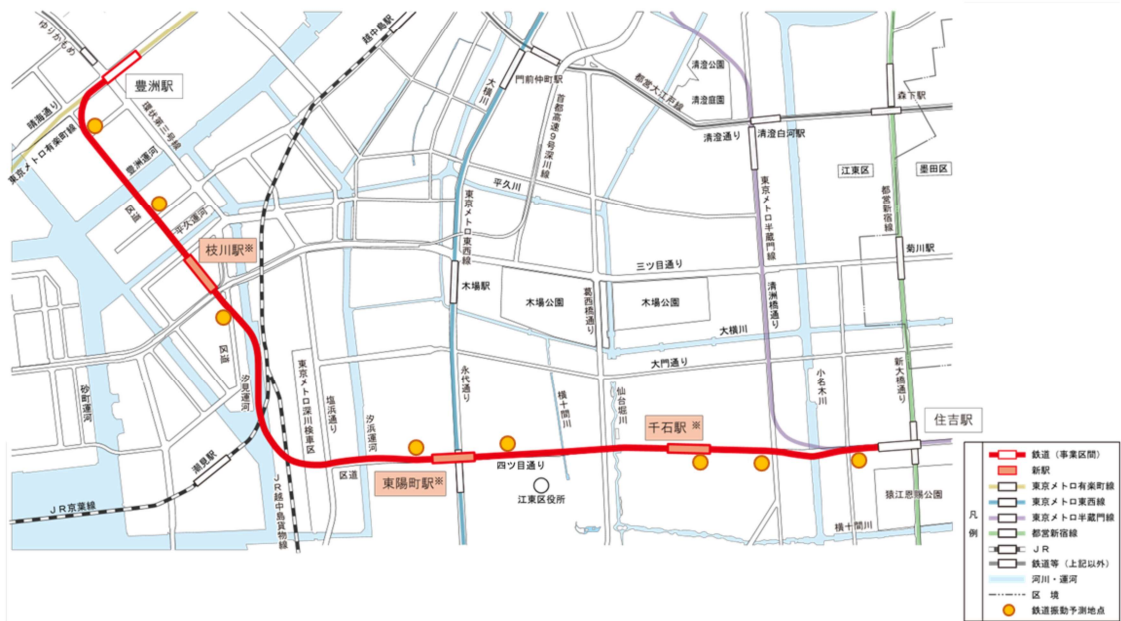 ゆりかもめ
越中島駅
豊洲駅
晴海通り
環状第三号線
東京メトロ有楽町線
豊洲運河
区道
平久運河
枝川駅※
大横川
門前仲町駅
首都高速9号深川線
都営大江戸線
清澄公園
清澄庭園
清澄通り
清澄白河駅
森下駅
江東区
墨田区
都営新宿線
菊川駅
平久川
東京メトロ東西線
東京メトロ半蔵門線
三ツ目通り
木場駅
木場公園
葛西橋通り
木場公園
清洲橋通り
大横川
大門通り
小名木川
新大橋通り
住吉駅
砂町運河
区道
汐見運河
東京メトロ深川検車区
塩浜通り
汐浜運河
永代通り
横十間川
仙台堀川
千石駅※
潮見駅
JR京葉線
JR越中島貨物線
区道
東陽町駅※
四ツ目通り
江東区役所
猿江恩賜公園
横十間川
凡例
鉄道（事業区間）
新駅
東京メトロ有楽町線
東京メトロ東西線
東京メトロ半蔵門線
都営新宿線
JR
鉄道等（上記以外）
河川・運河
区 境
鉄道振動予測地点